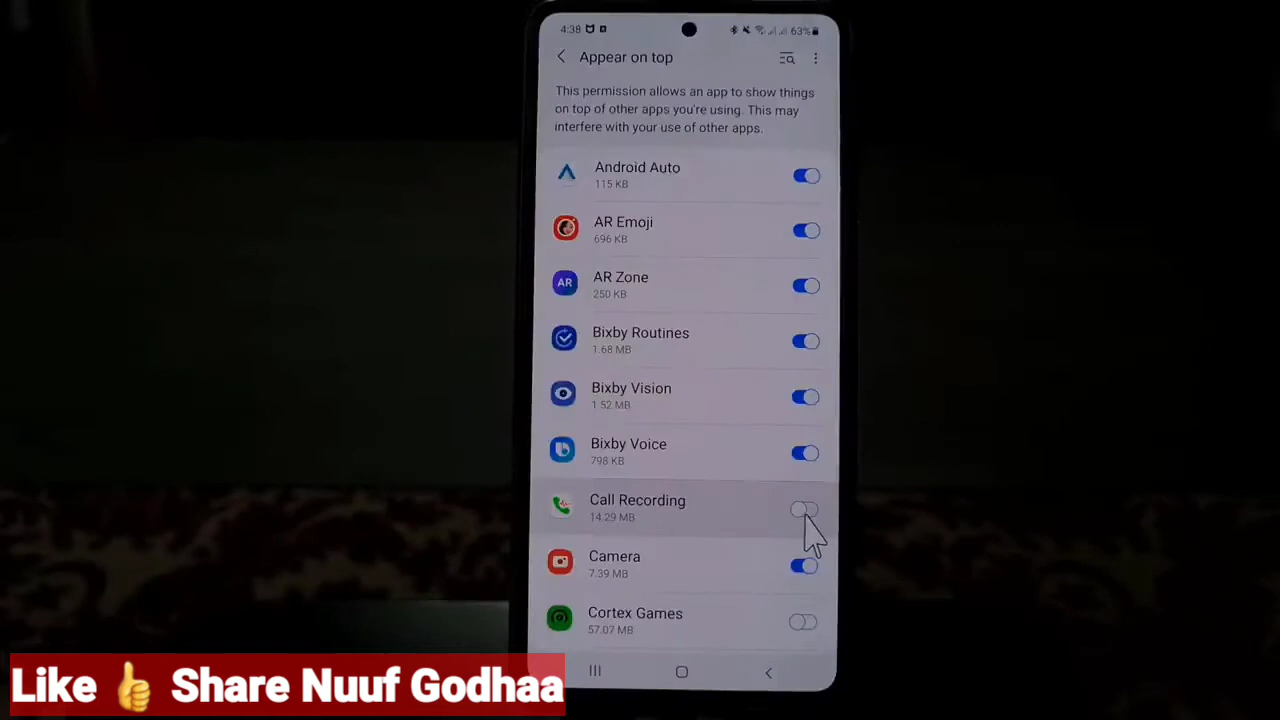 4:38
63%
Appear on top
This permission allows an app to show things
on top of other apps you're using. This may
interfere with your use of other apps.
Android Auto
115 KB
AR Emoji
696 KB
AR
AR Zone
250 KB
Bixby Routines
1.68 MB
Bixby Vision
1.52 MB
Bixby Voice
798 KB
Call Recording
14.29 MB
Camera
7.39 MB
Cortex Games
57.07 MB
Like 👍 Share Nuuf Godhaa